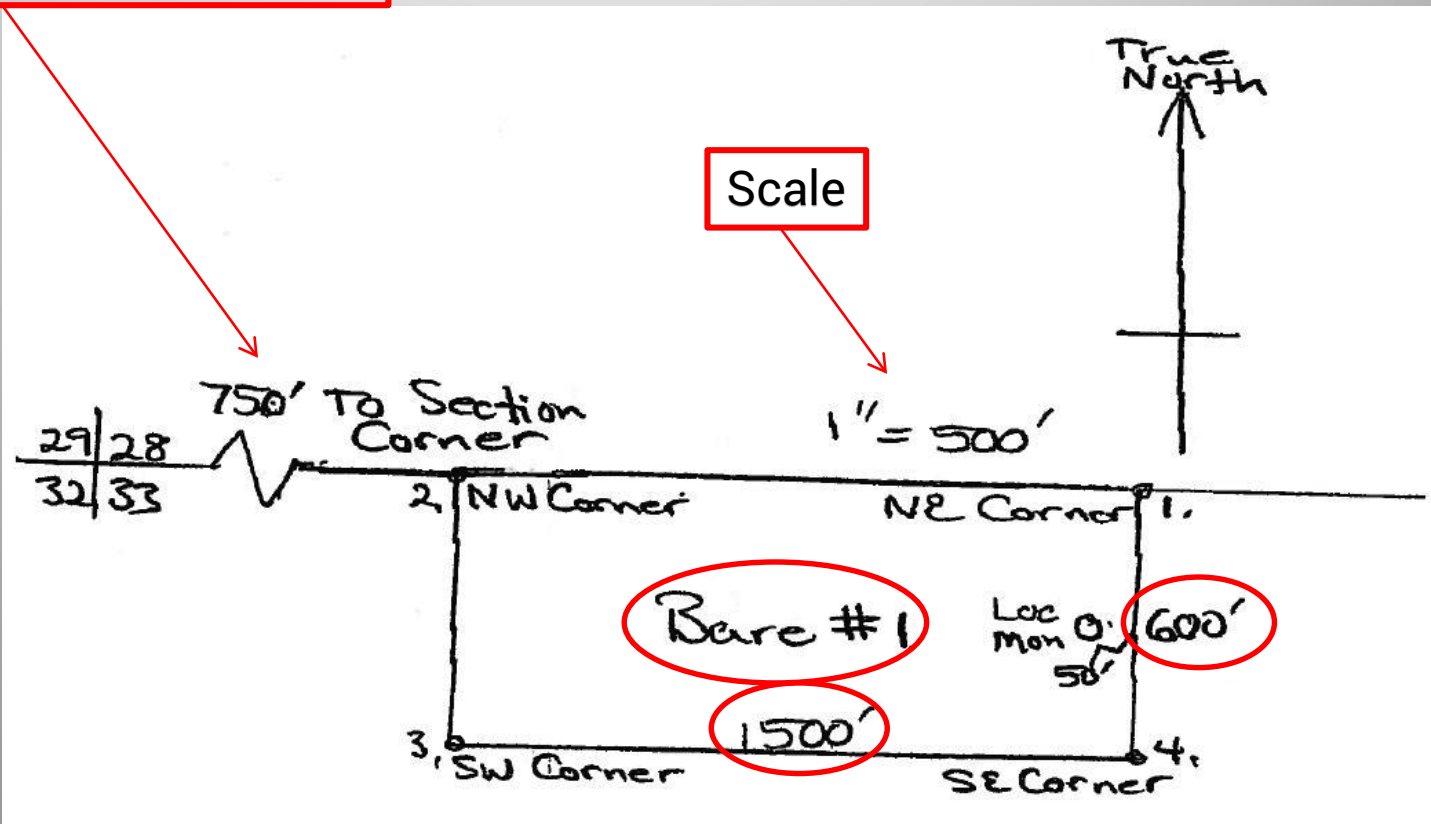 True
North
Scale
750' To Section
Corner
1" = 500'
29 28
32 33
2. NW Corner
NE Corner 1.
Bare #1
Loc
Mon O.
600'
50'
1500'
3. SW Corner
SE Corner 4.